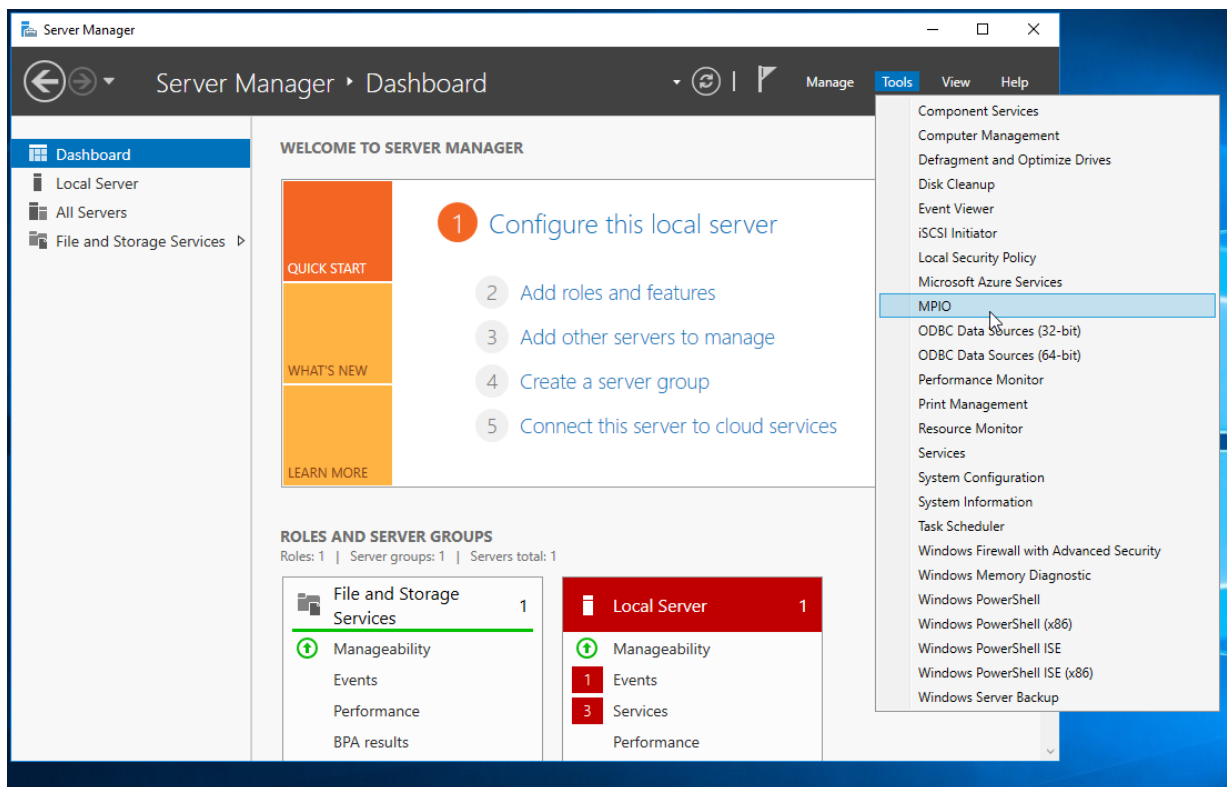 Server Manager
Server Manager ‣ Dashboard
Manage
Tools
View
Help
Dashboard
Local Server
All Servers
File and Storage Services
WELCOME TO SERVER MANAGER
QUICK START
WHAT'S NEW
LEARN MORE
1 Configure this local server
2 Add roles and features
3 Add other servers to manage
4 Create a server group
5 Connect this server to cloud services
ROLES AND SERVER GROUPS
Roles: 1 | Server groups: 1 | Servers total: 1
File and Storage
Services
1
Manageability
Events
Performance
BPA results
Local Server 1
Manageability
1 Events
3 Services
Performance
Component Services
Computer Management
Defragment and Optimize Drives
Disk Cleanup
Event Viewer
iSCSI Initiator
Local Security Policy
Microsoft Azure Services
MPIO
ODBC Data Sources (32-bit)
ODBC Data Sources (64-bit)
Performance Monitor
Print Management
Resource Monitor
Services
System Configuration
System Information
Task Scheduler
Windows Firewall with Advanced Security
Windows Memory Diagnostic
Windows PowerShell
Windows PowerShell (x86)
Windows PowerShell ISE
Windows PowerShell ISE (x86)
Windows Server Backup